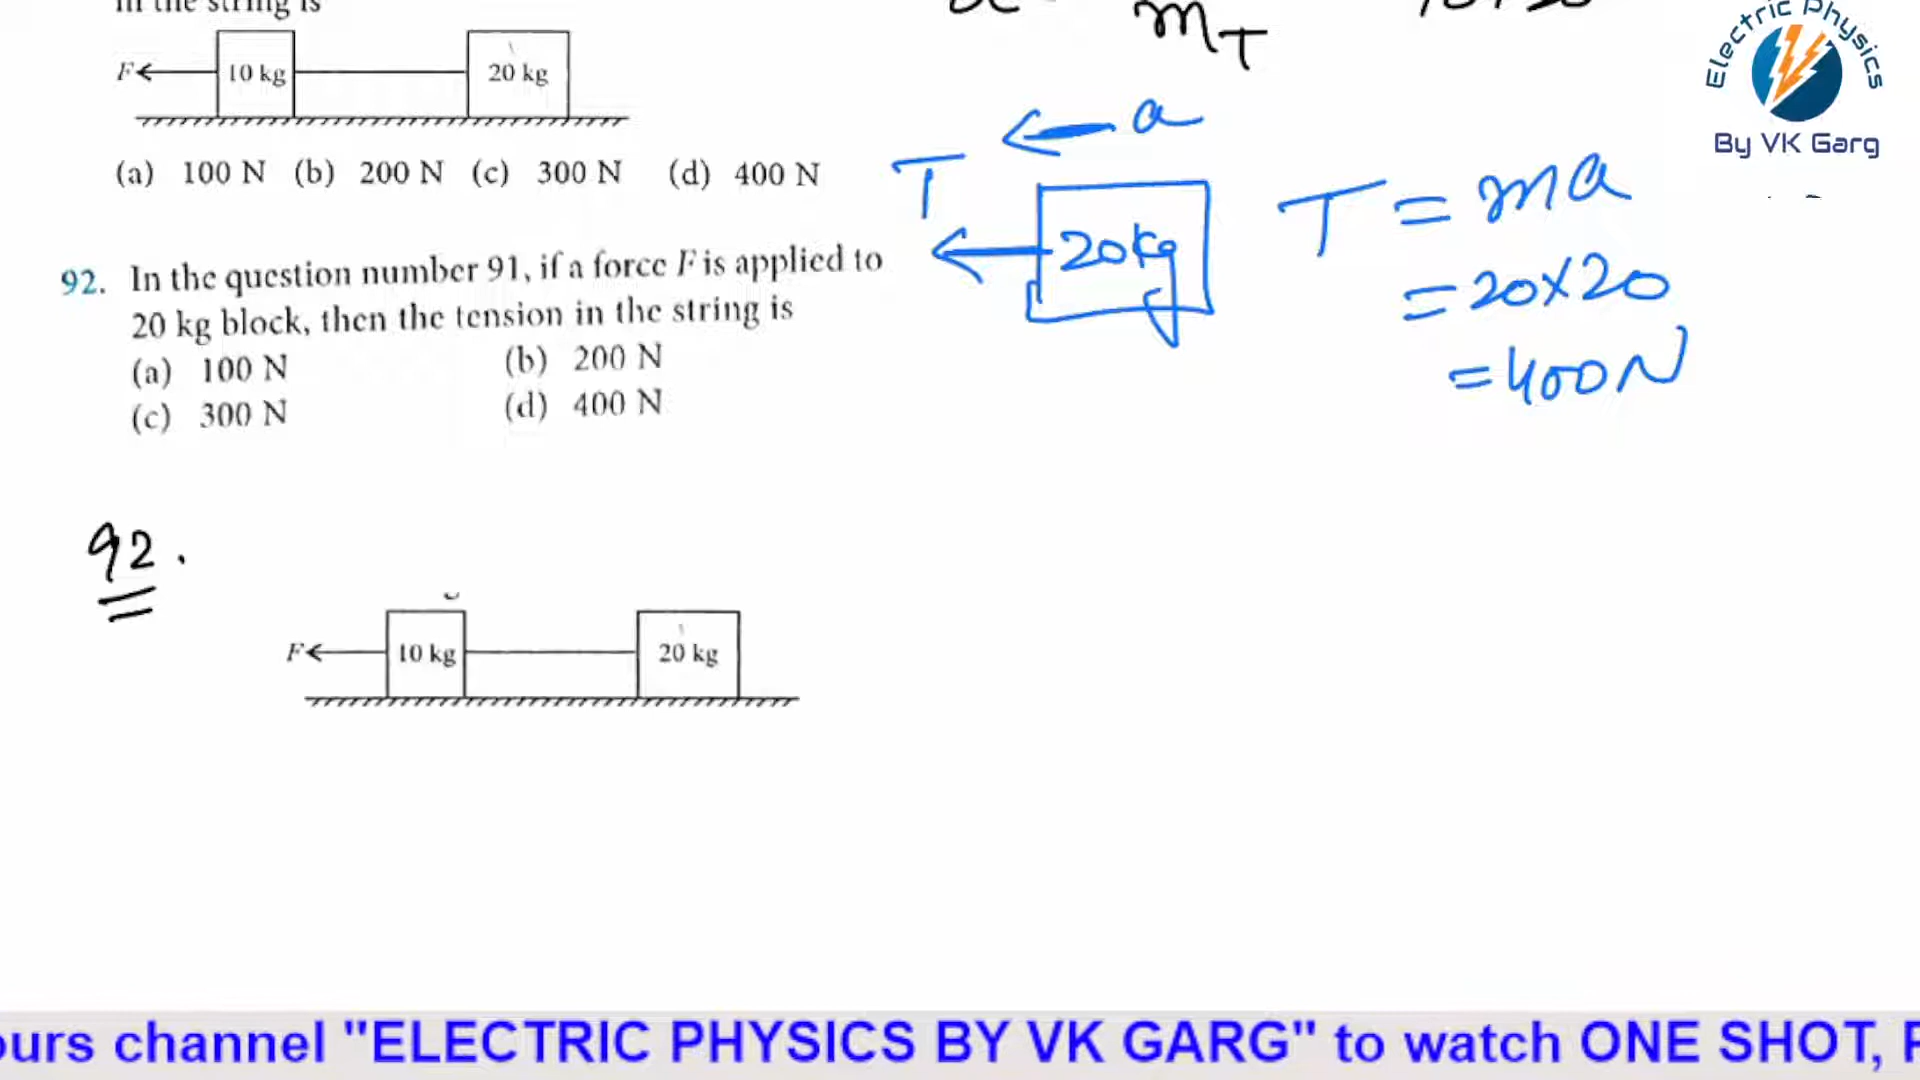 in the string is
m T
F 10 kg 20 kg
(a) 100 N (b) 200 N (c) 300 N (d) 400 N
92. In the question number 91, if a force F is applied to
20 kg block, then the tension in the string is
(a) 100 N (b) 200 N
(c) 300 N (d) 400 N
a
T
20kg
T = ma
= 20×20
= 400N
Electric Physics
By VK Garg
92.
F 10 kg 20 kg
ours channel "ELECTRIC PHYSICS BY VK GARG" to watch ONE SHOT,